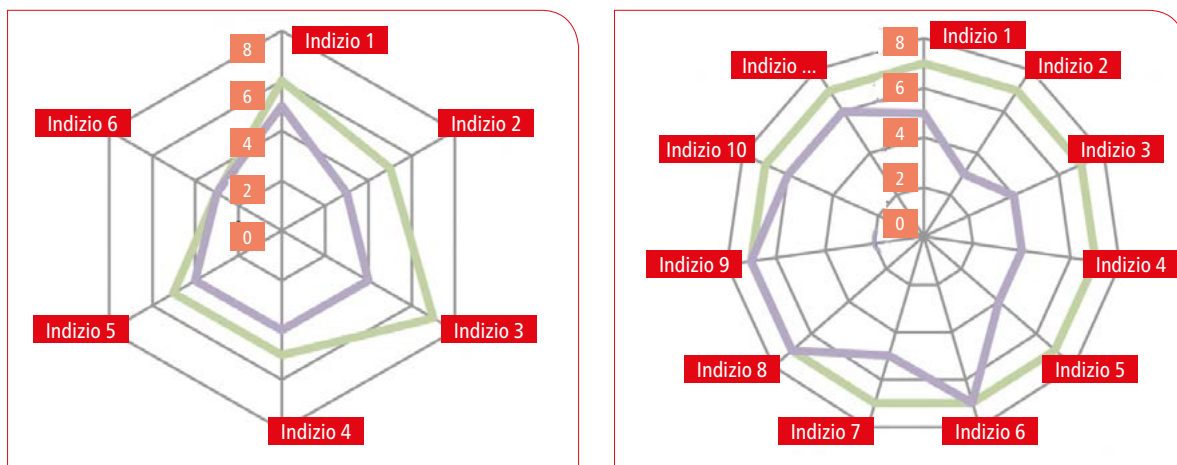 Indizio 1
8
6
Indizio 6
Indizio 2
4
2
0
Indizio 5
Indizio 3
Indizio 4
Indizio 1
8
Indizio ...
Indizio 2
6
Indizio 10
Indizio 3
4
2
0
Indizio 9
Indizio 4
Indizio 8
Indizio 5
Indizio 7
Indizio 6